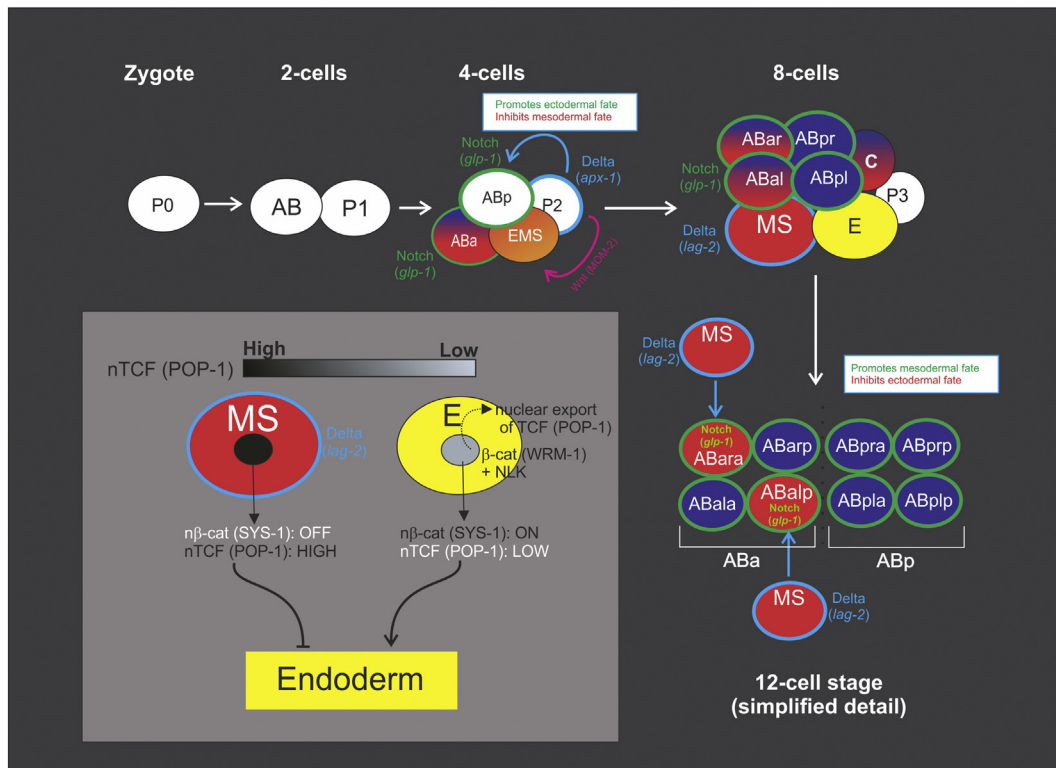 Zygote
2-cells
4-cells
8-cells
Promotes ectodermal fate
Inhibits mesodermal fate
Notch
(glp-1)
Delta
(apx-1)
P0
AB
P1
ABp
P2
ABa
EMS
Notch
(glp-1)
Wnt (MOM-2)
ABar
ABpr
C
Notch
(glp-1)
ABal
ABpl
P3
Delta
(lag-2)
MS
E
High
Low
nTCF (POP-1)
MS
Delta
(lag-2)
E
nuclear export
of TCF (POP-1)
β-cat (WRM-1)
+ NLK
nβ-cat (SYS-1): OFF
nTCF (POP-1): HIGH
nβ-cat (SYS-1): ON
nTCF (POP-1): LOW
Endoderm
Delta
(lag-2)
MS
Promotes mesodermal fate
Inhibits ectodermal fate
Notch
(glp-1)
ABara
ABarp
ABpra
ABprp
ABala
ABalp
Notch
(glp-1)
ABpla
ABplp
ABa
ABp
MS
Delta
(lag-2)
12-cell stage
(simplified detail)